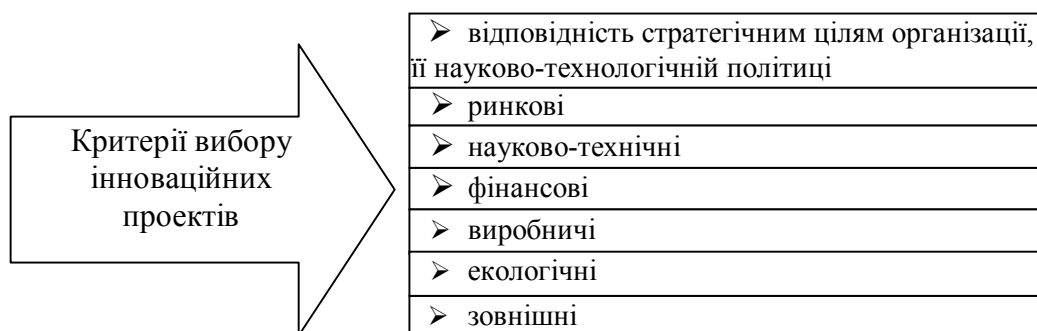 Критерії вибору
інноваційних
проектів
➢ відповідність стратегічним цілям організації,
її науково-технологічній політиці
➢ ринкові
➢ науково-технічні
➢ фінансові
➢ виробничі
➢ екологічні
➢ зовнішні